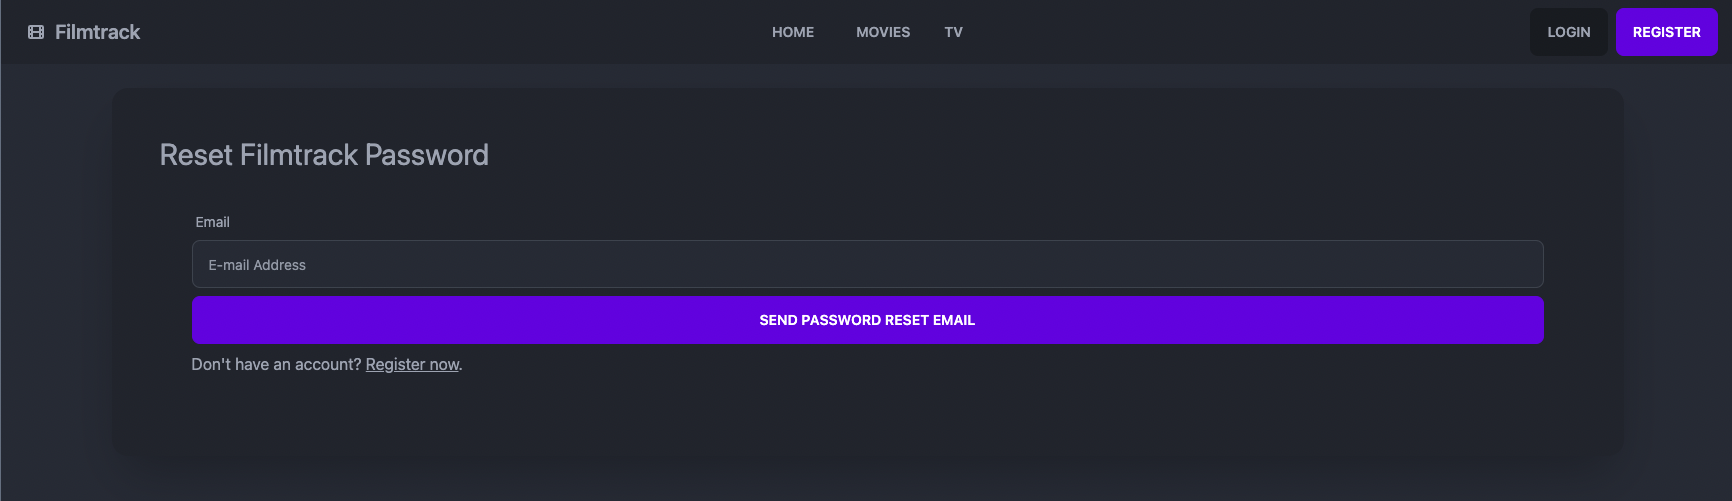 Filmtrack
HOME MOVIES TV
LOGIN REGISTER
Reset Filmtrack Password
Email
E-mail Address
SEND PASSWORD RESET EMAIL
Don't have an account? Register now.